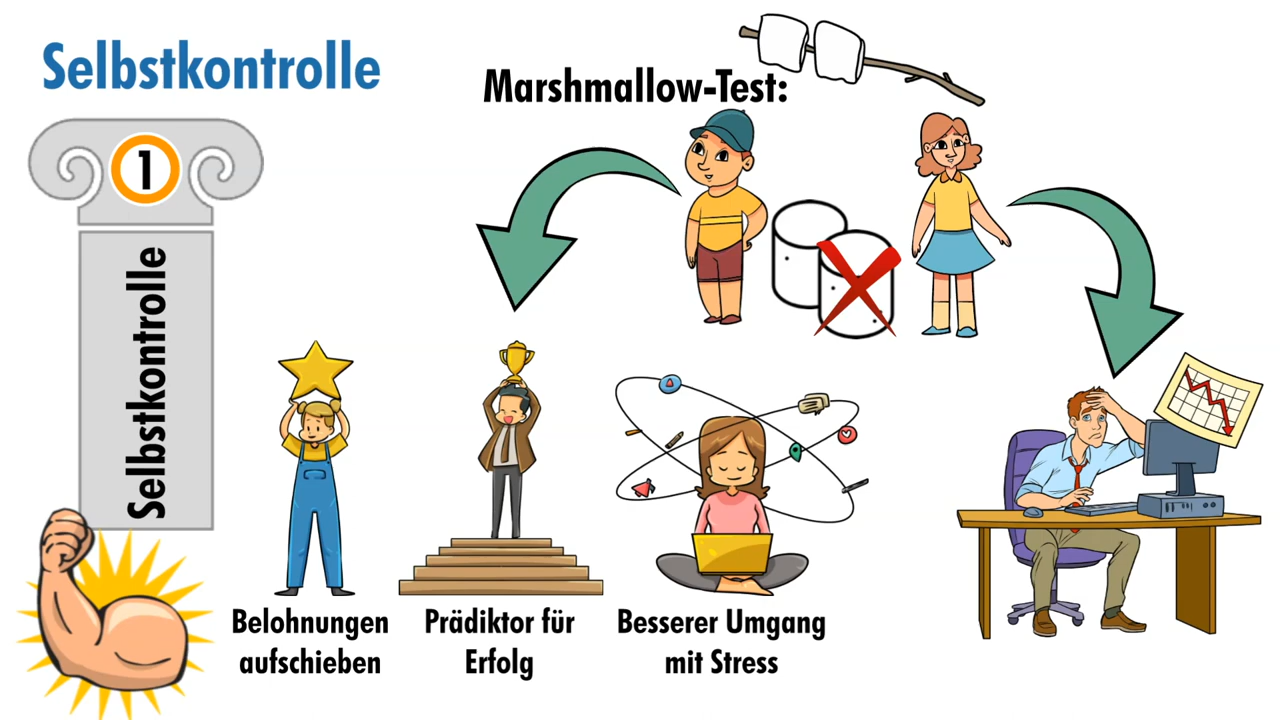 Selbstkontrolle
Marshmallow-Test:
1
Selbstkontrolle
Belohnungen
aufschieben
Prädiktor für
Erfolg
Besserer Umgang
mit Stress